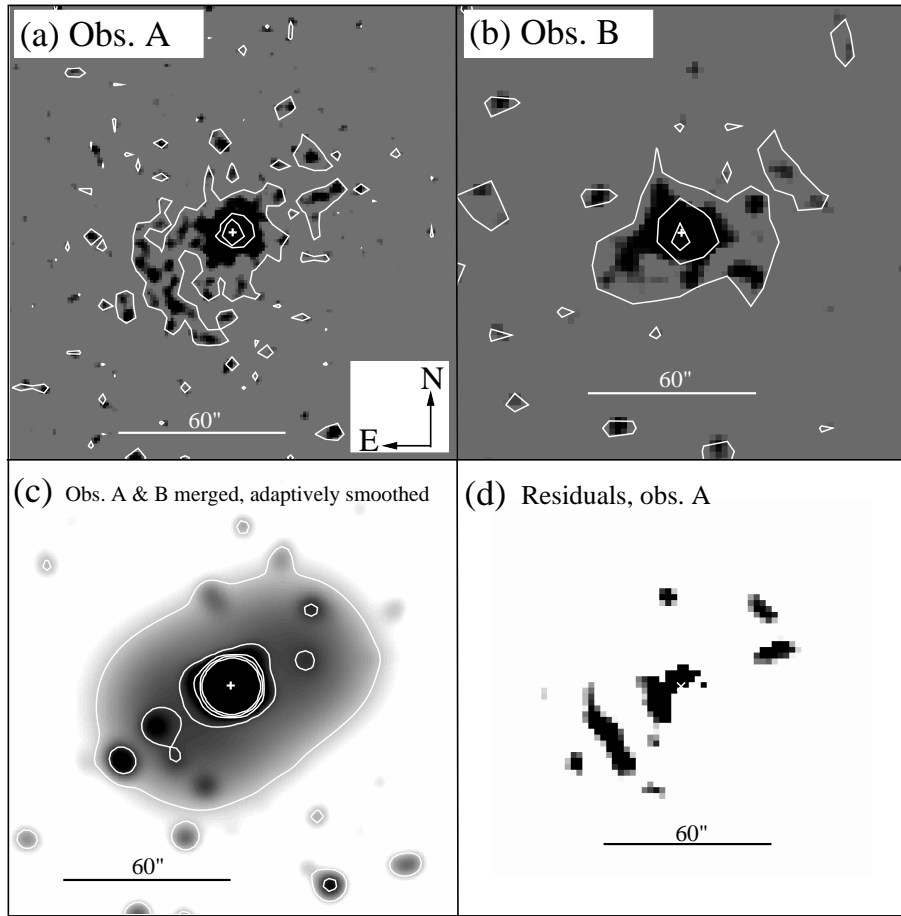 (a) Obs. A
(b) Obs. B
60"
N
E
60"
(c) Obs. A & B merged, adaptively smoothed
(d) Residuals, obs. A
60"
60"